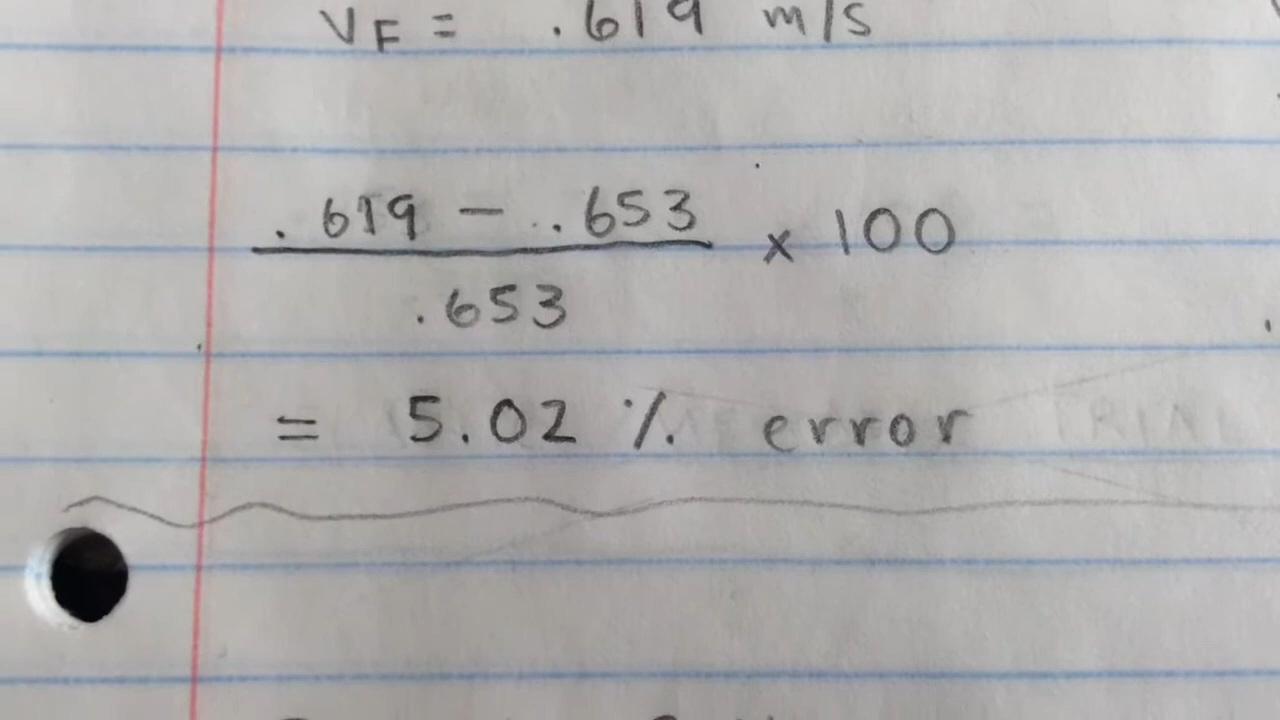 VF = .619 m/s
.619 - ..653 x 100
.653
= 5.02 % error